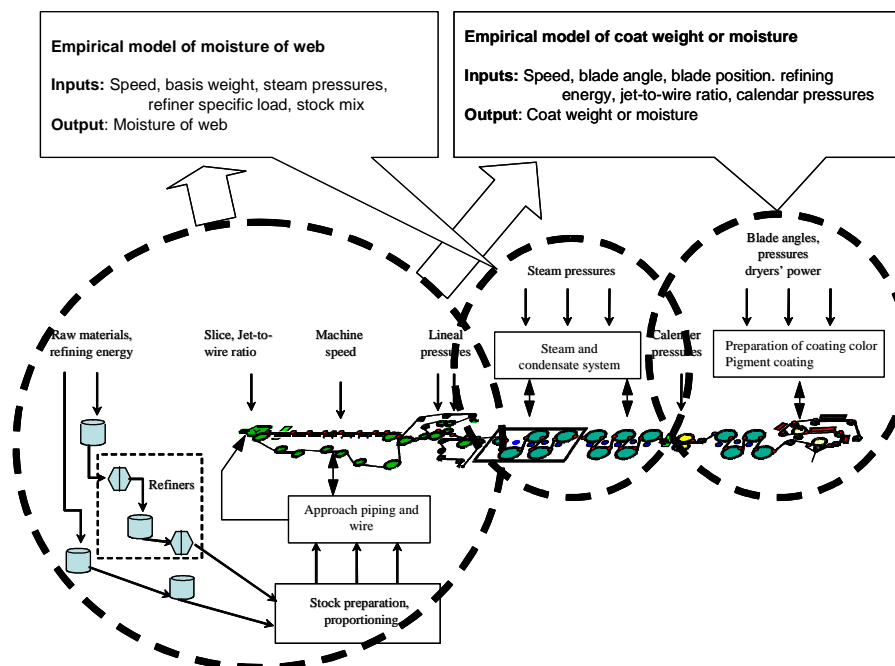 Empirical model of moisture of web
Inputs: Speed, basis weight, steam pressures,
refiner specific load, stock mix
Output: Moisture of web
Empirical model of coat weight or moisture
Inputs: Speed, blade angle, blade position. refining
energy, jet-to-wire ratio, calendar pressures
Output: Coat weight or moisture
Blade angles,
pressures
dryers' power
Steam pressures
Raw materials,
refining energy
Slice, Jet-to-
wire ratio
Machine
speed
Lineal
pressures
Steam and
condensate system
Calender
pressures
Preparation of coating color
Pigment coating
Refiners
Approach piping and
wire
Stock preparation,
proportioning